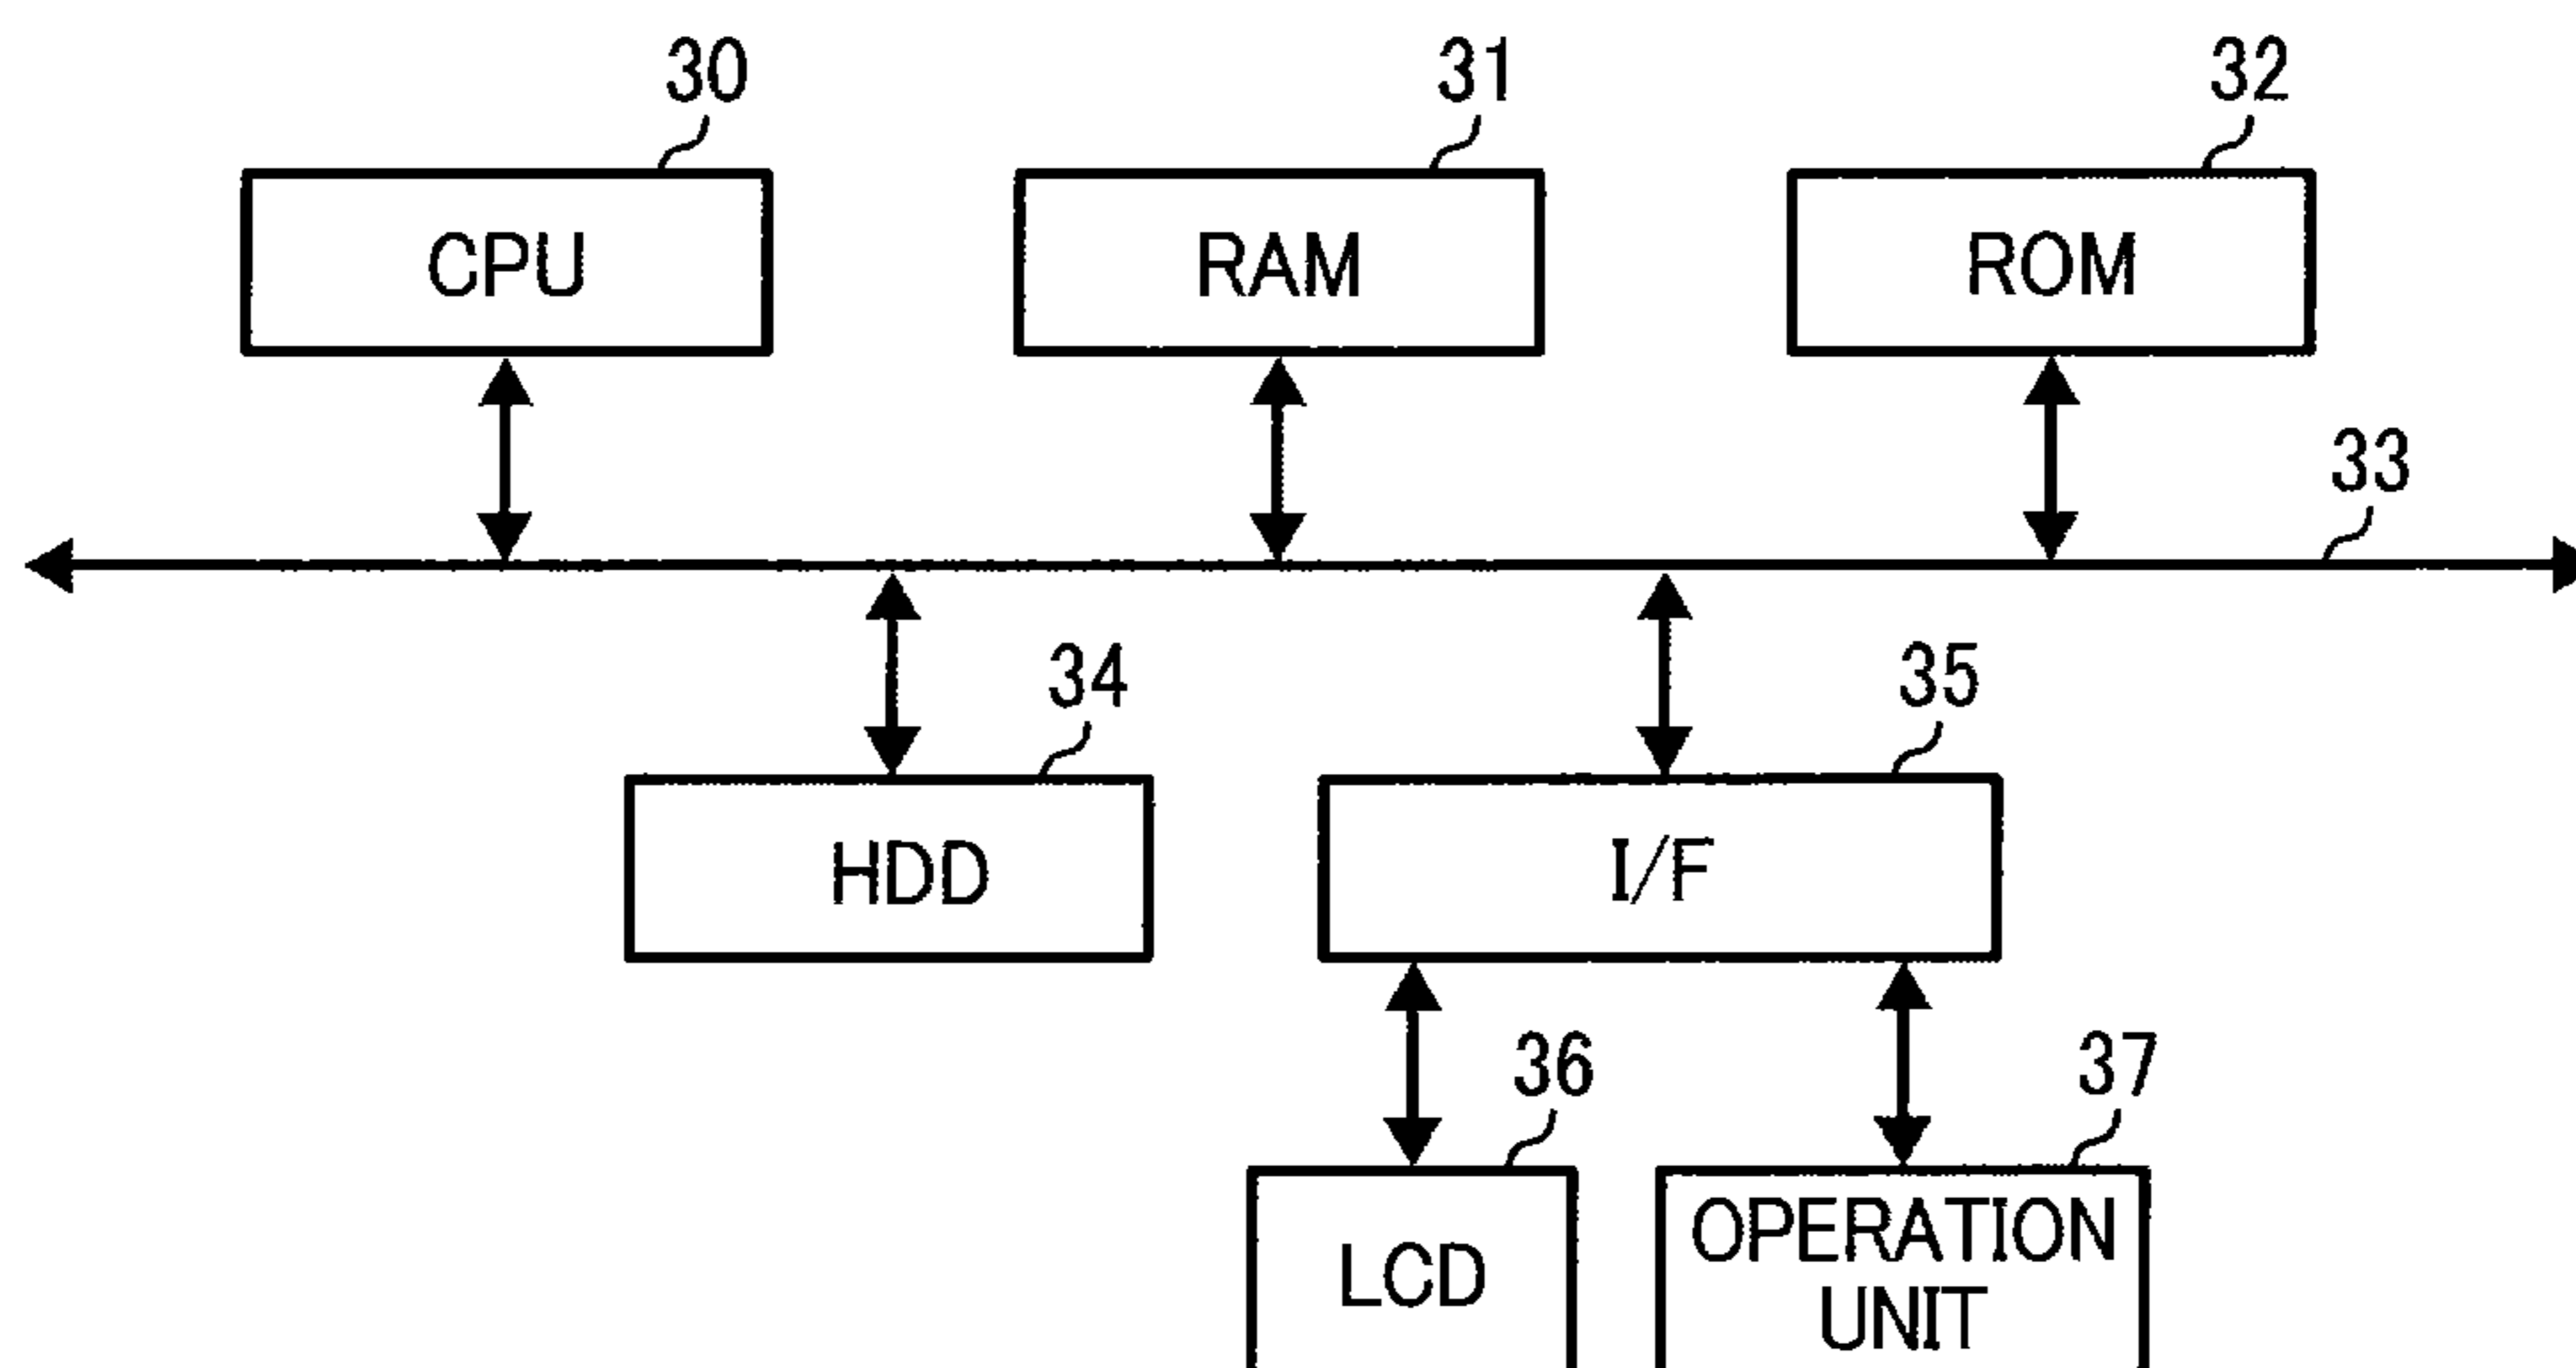 30
31
32
CPU
RAM
ROM
33
34
35
HDD
I/F
36
37
LCD
OPERATION
UNIT